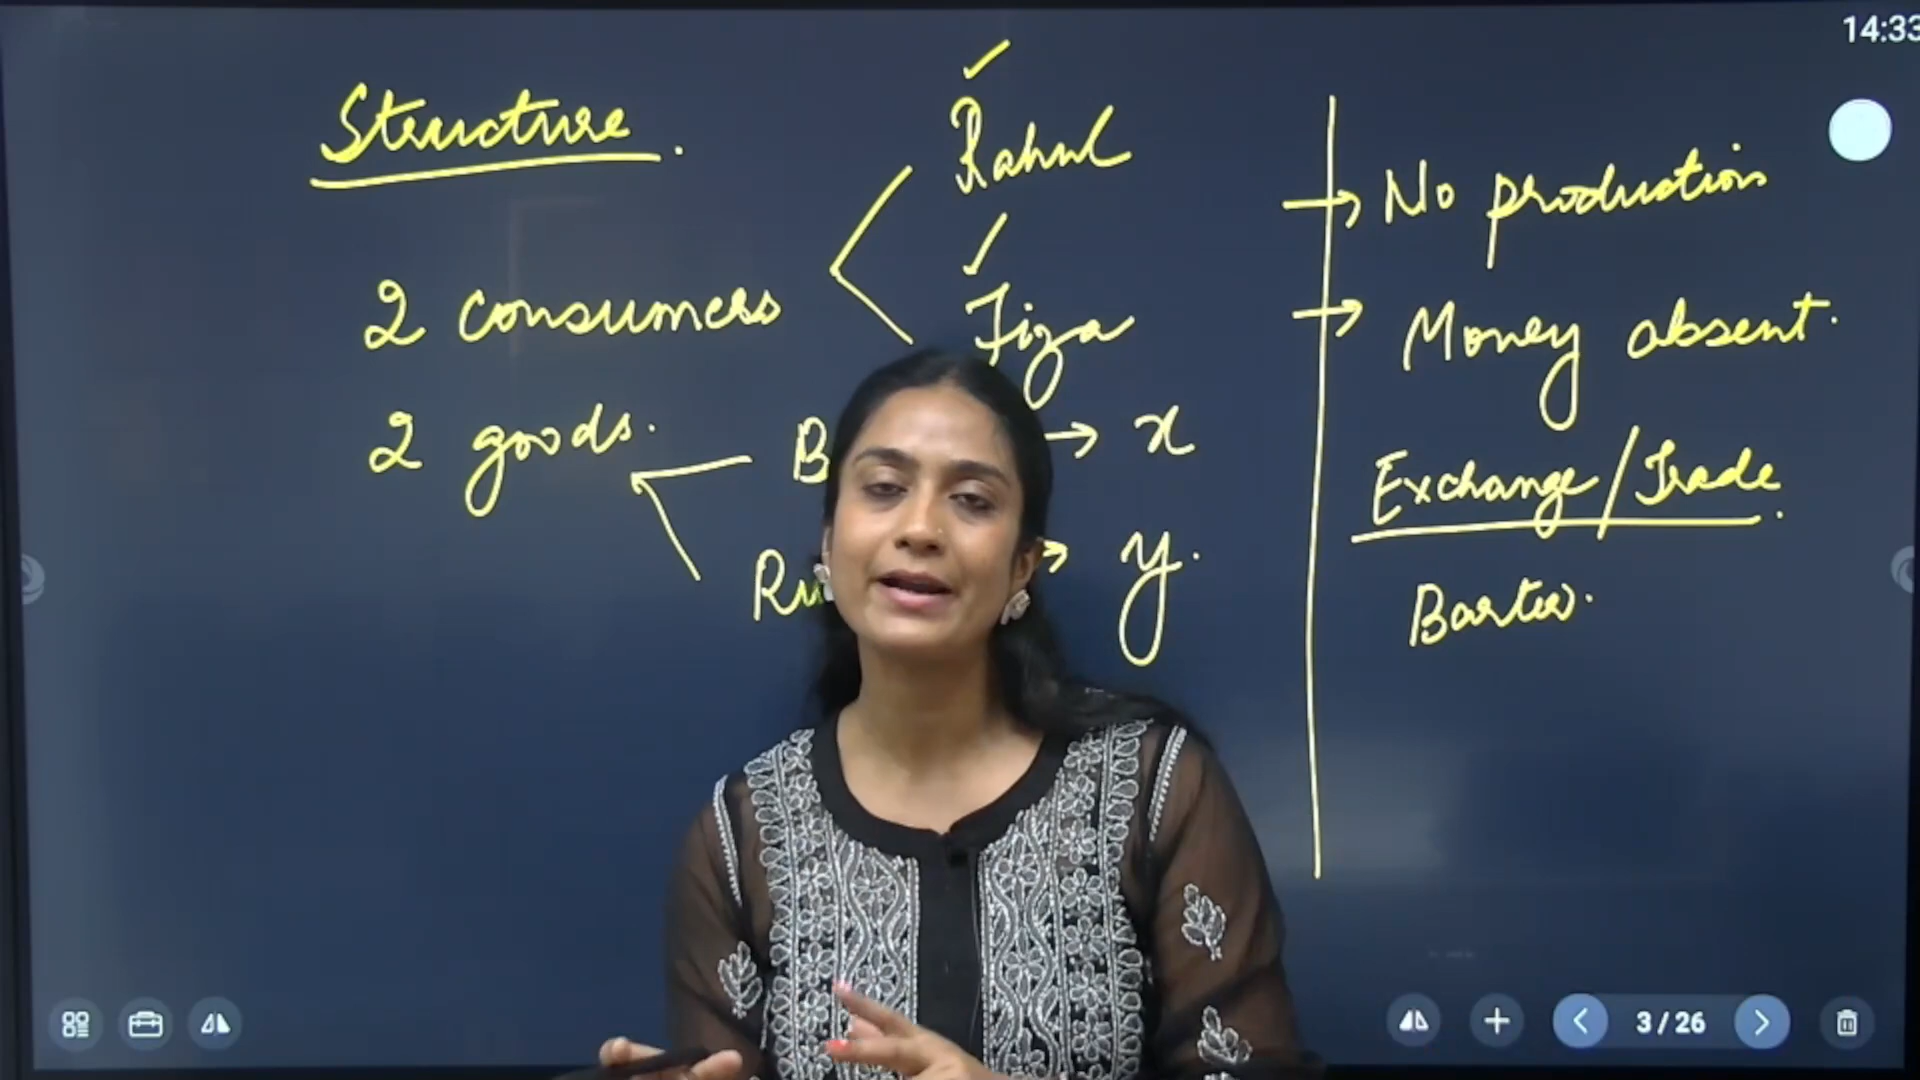 14:33
Structure.
Rahul
Fiza
2 consumers
2 goods.
x
y.
→ No production
→ Money absent.
Exchange/Trade.
Barter.
3/26